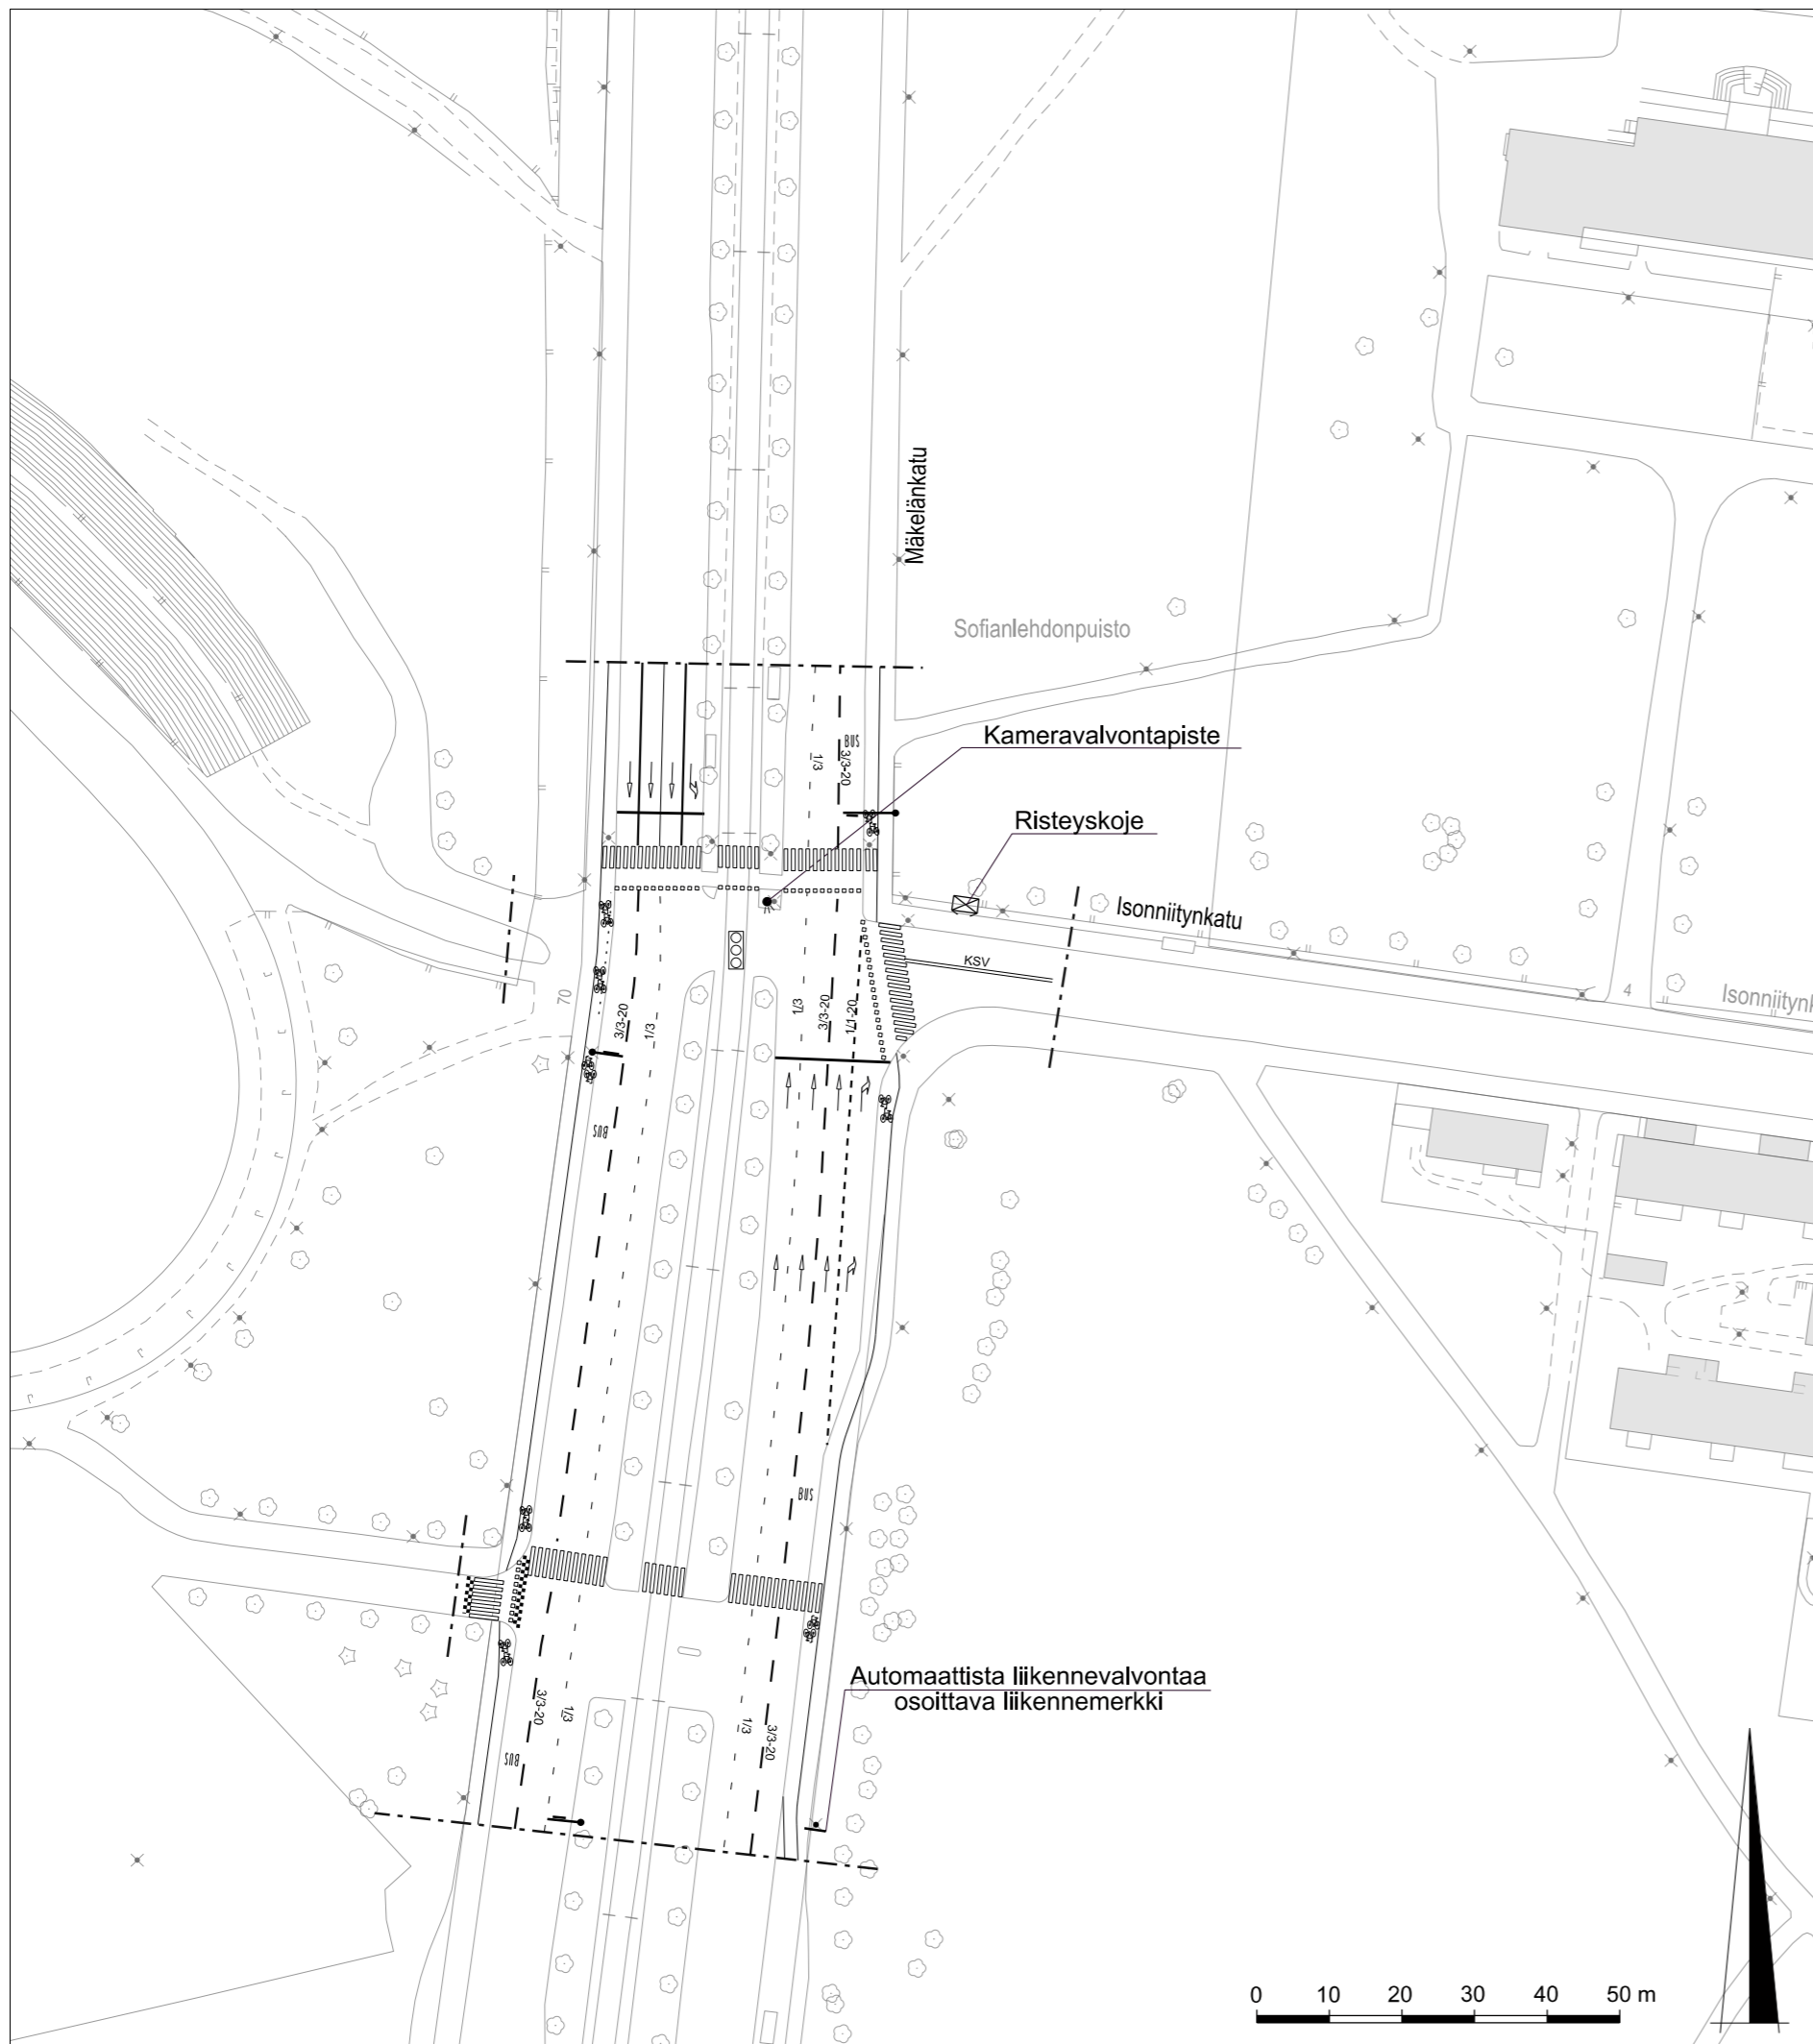 Mäkelänkatu
Sofianlehdonpuisto
Kameravalvontapiste
BUS
1/3
3/3-20
Risteyskoje
Isonniitynkatu
KSV
70
4
Isonniitynk
3/3-20
1/3
1/3
3/3-20
1/1-20
BUS
BUS
Automaattista liikennevalvontaa
osoittava liikennemerkki
3/3-20
1/3
1/3
3/3-20
BUS
0 10 20 30 40 50 m